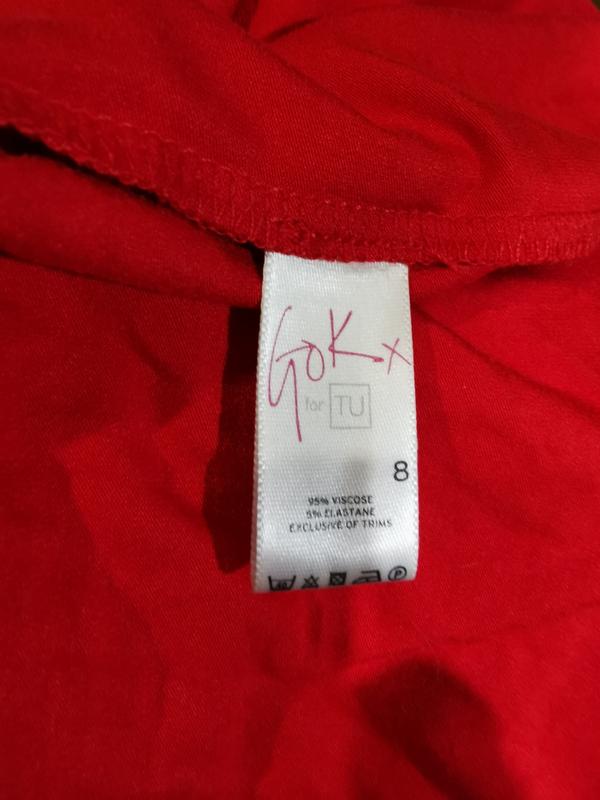 Gok x
for TU
8
95% VISCOSE
5% ELASTANE
EXCLUSIVE OF TRIMS